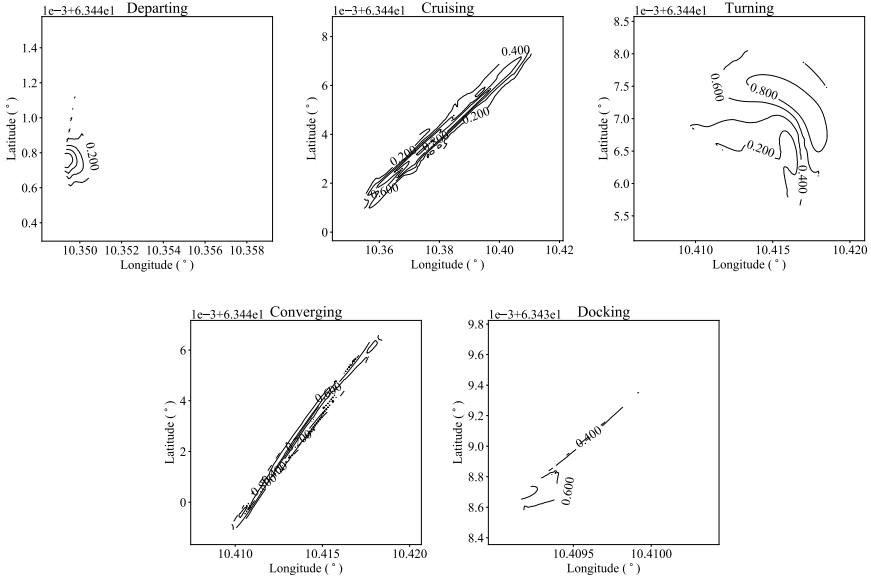 1e−3+6.344e1 Departing
1.4
1.2
1.0
0.8
0.6
0.4
0.200
Latitude (°)
10.350 10.352 10.354 10.356 10.358
Longitude (°)
1e−3+6.344e1 Cruising
8
6
4
2
0
0.400
0.200
0.200
0.600
Latitude (°)
10.36 10.38 10.40 10.42
Longitude (°)
1e−3+6.344e1 Turning
8.5
8.0
7.5
7.0
6.5
6.0
5.5
0.600
0.800
0.200
0.400
Latitude (°)
10.410 10.415 10.420
Longitude (°)
1e−3+6.344e1 Converging
6
4
2
0
Latitude (°)
10.410 10.415 10.420
Longitude (°)
1e−3+6.343e1 Docking
9.8
9.6
9.4
9.2
9.0
8.8
8.6
8.4
0.400
0.600
Latitude (°)
10.4095 10.4100
Longitude (°)